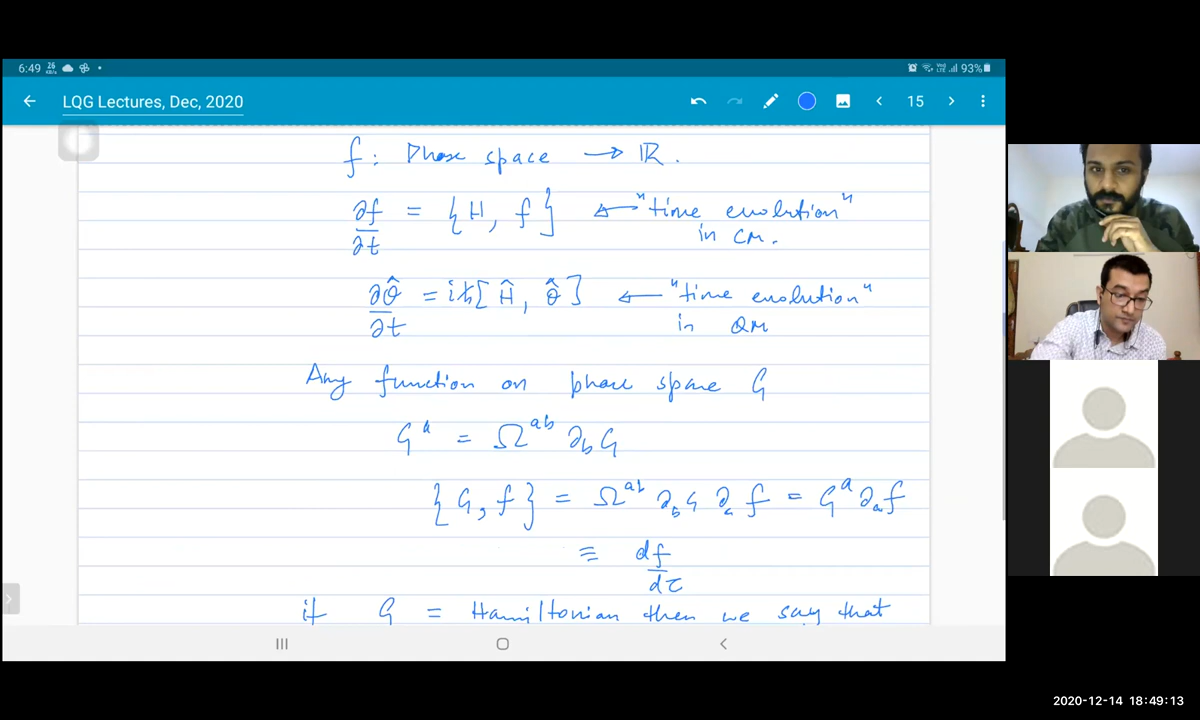 6:49 26 KB/s 93%
LQG Lectures, Dec, 2020 15
f : Phase space → ℝ.
∂f/∂t = {H, f} ← "time evolution" in CM.
∂Ô/∂t = iħ[Ĥ, Ô] ← "time evolution" in QM
Any function on phase space G
G^a = Ω^{ab} ∂_b G
{G, f} = Ω^{ab} ∂_b G ∂_a f = G^a ∂_a f
≡ df/dτ
if G = Hamiltonian then we say that
2020-12-14 18:49:13